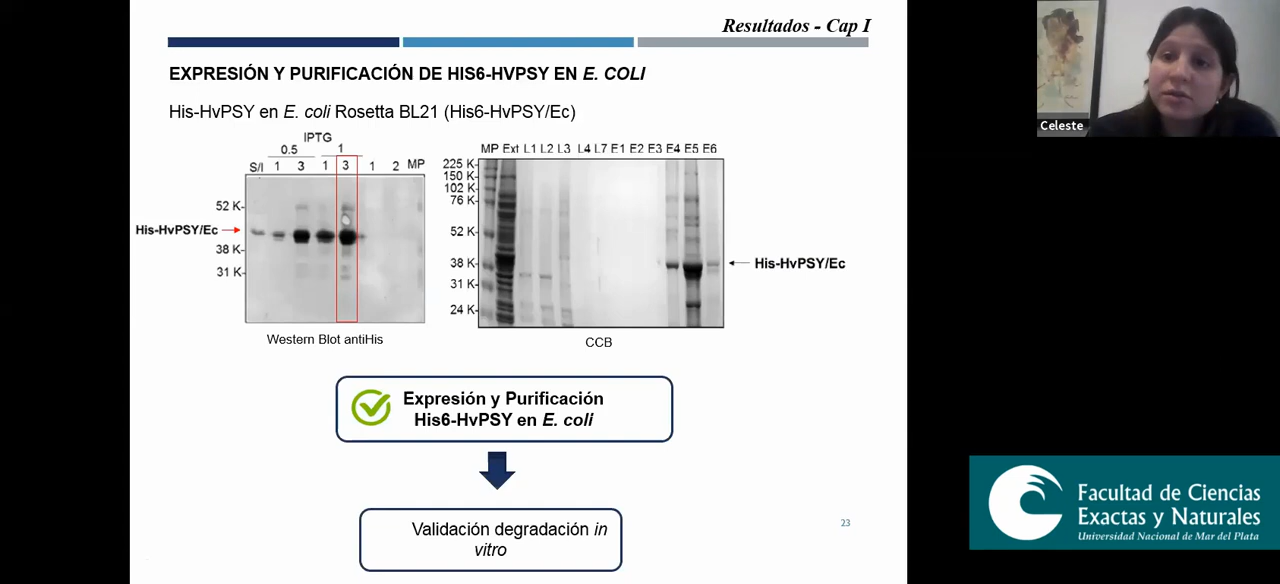 Resultados - Cap I
EXPRESIÓN Y PURIFICACIÓN DE HIS6-HVPSY EN E. COLI
His-HvPSY en E. coli Rosetta BL21 (His6-HvPSY/Ec)
IPTG
0.5 1
S/I 1 3 1 3 1 2 MP
52 K
His-HvPSY/Ec
38 K
31 K
Western Blot antiHis
MP Ext L1 L2 L3 L4 L7 E1 E2 E3 E4 E5 E6
225 K
150 K
102 K
76 K
52 K
38 K
31 K
24 K
His-HvPSY/Ec
CCB
Expresión y Purificación
His6-HvPSY en E. coli
Validación degradación in
vitro
23
Celeste
Facultad de Ciencias
Exactas y Naturales
Universidad Nacional de Mar del Plata